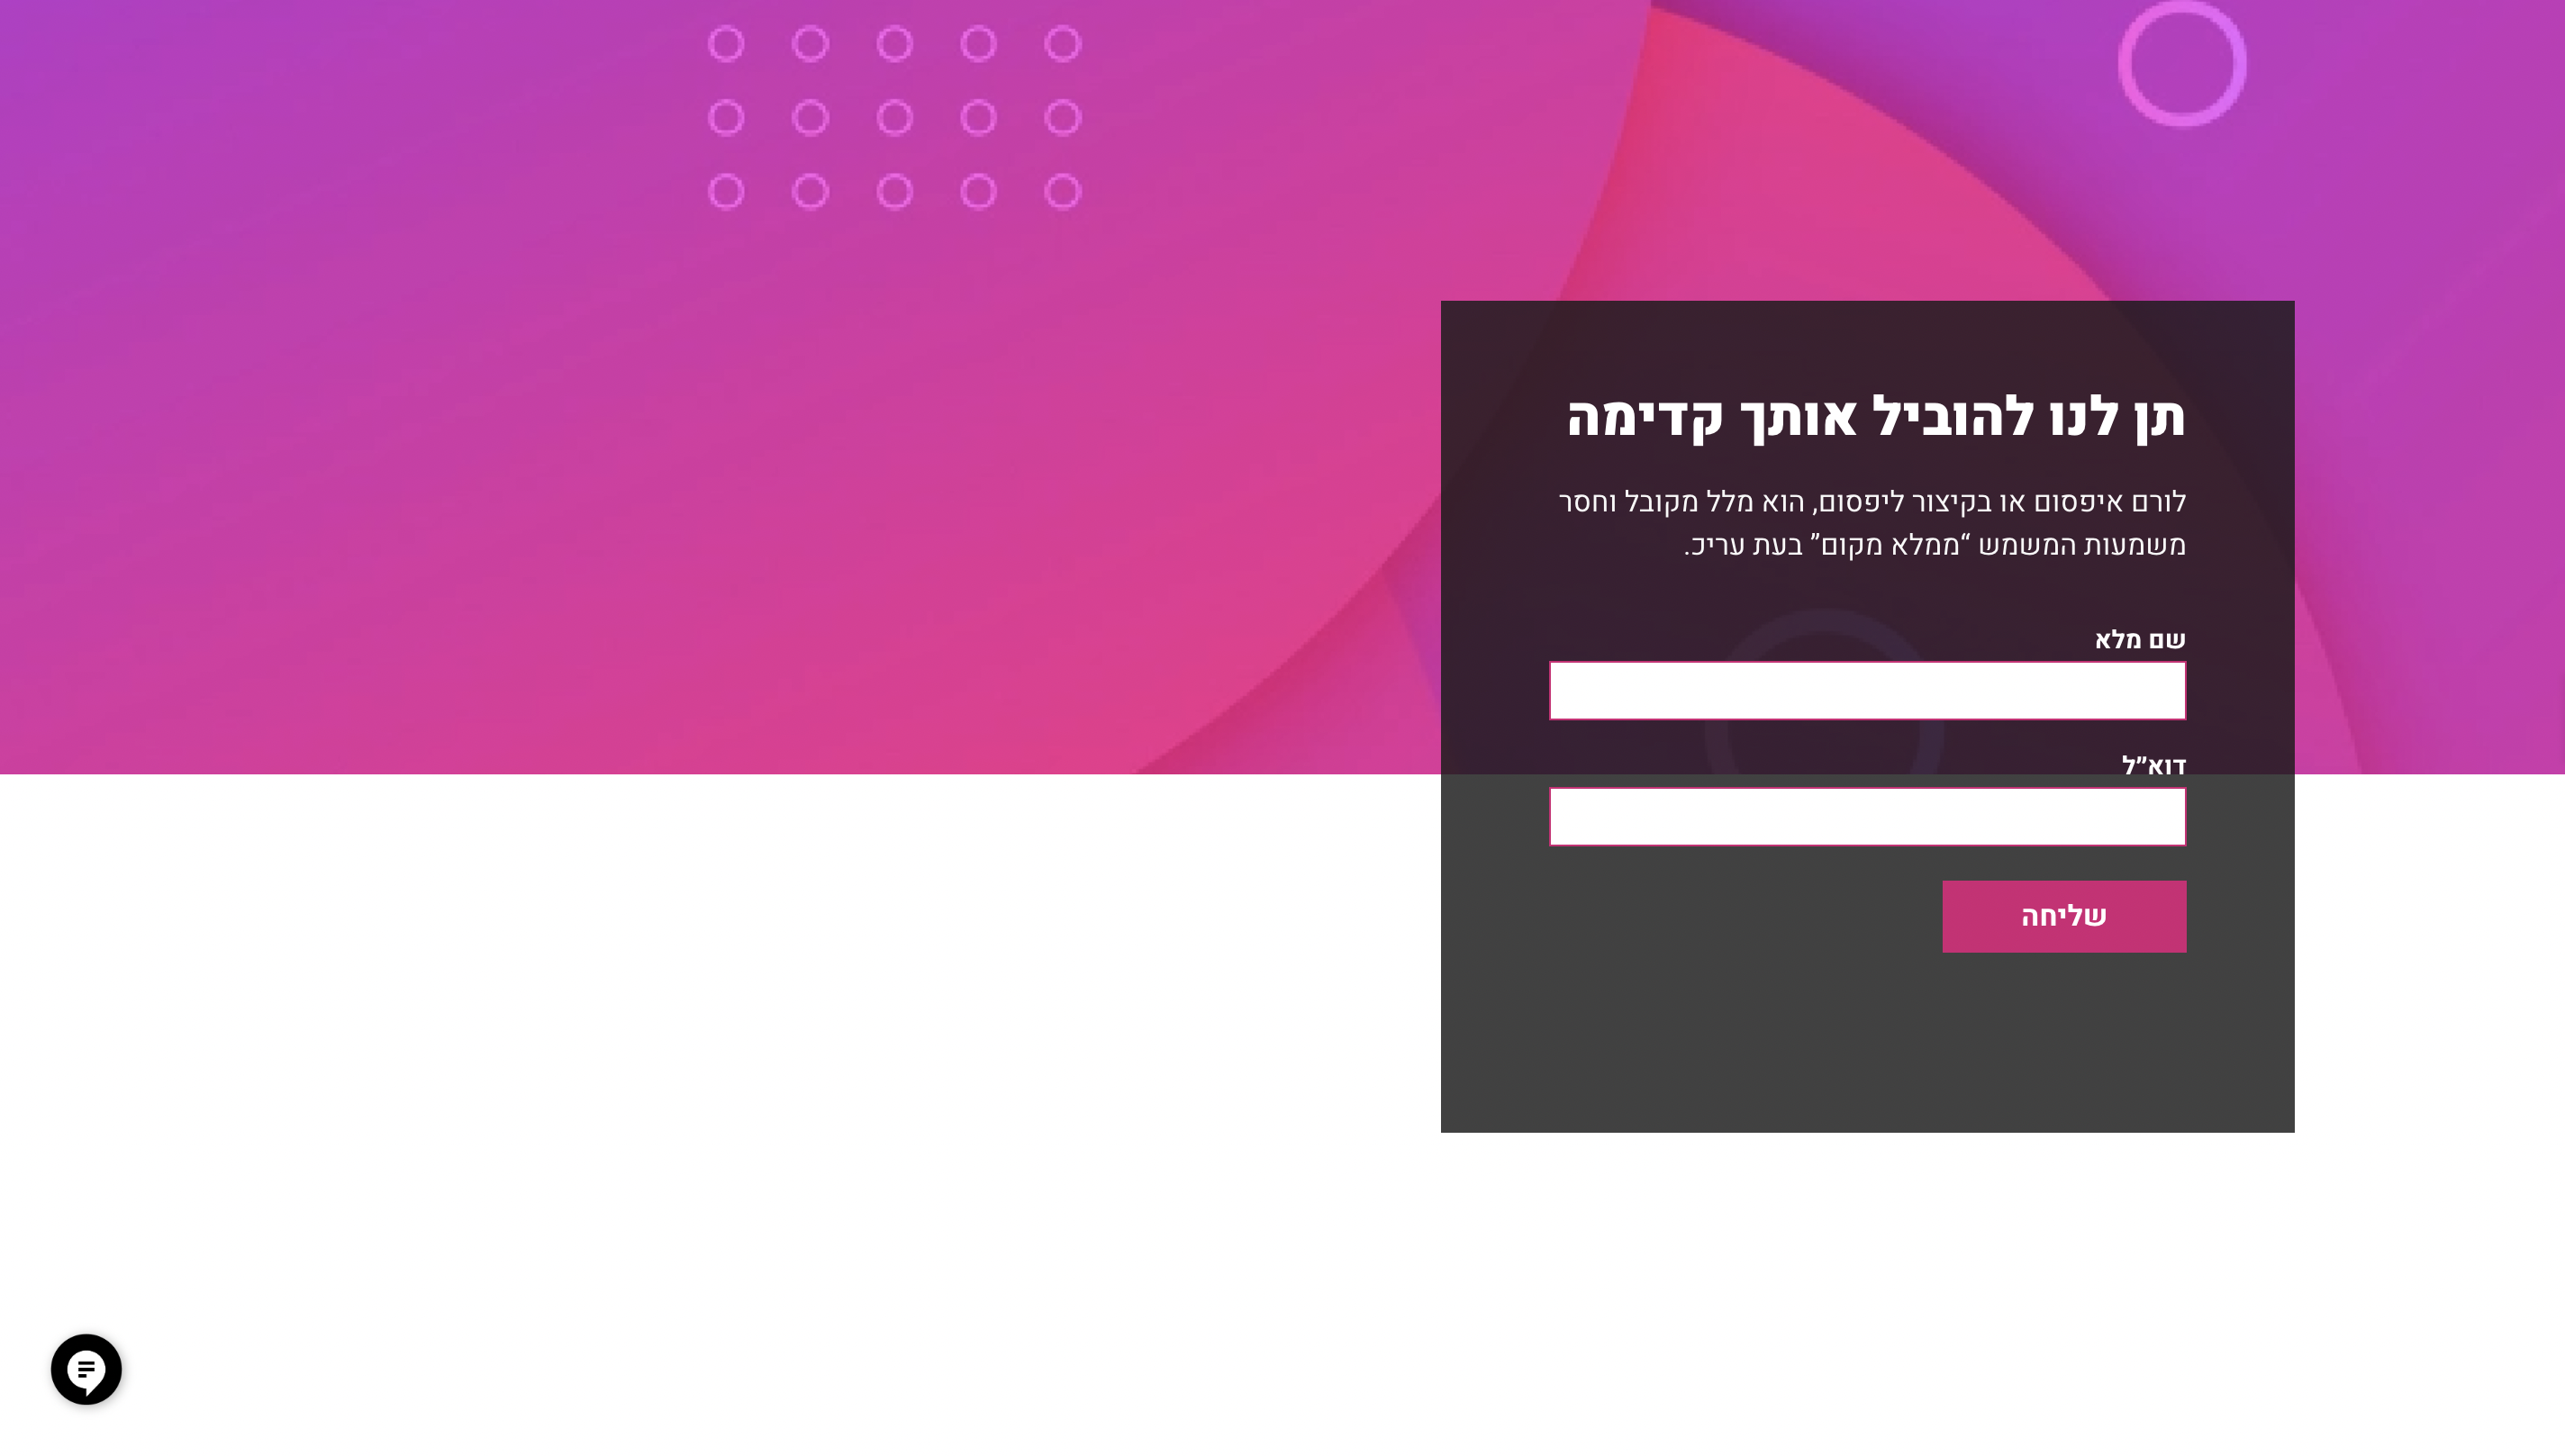 תן לנו להוביל אותך קדימה
לורם איפסום או בקיצור ליפסום, הוא מלל מקובל וחסר
משמעות המשמש “ממלא מקום” בעת עריכ.
שם מלא
דוא”ל
שליחה